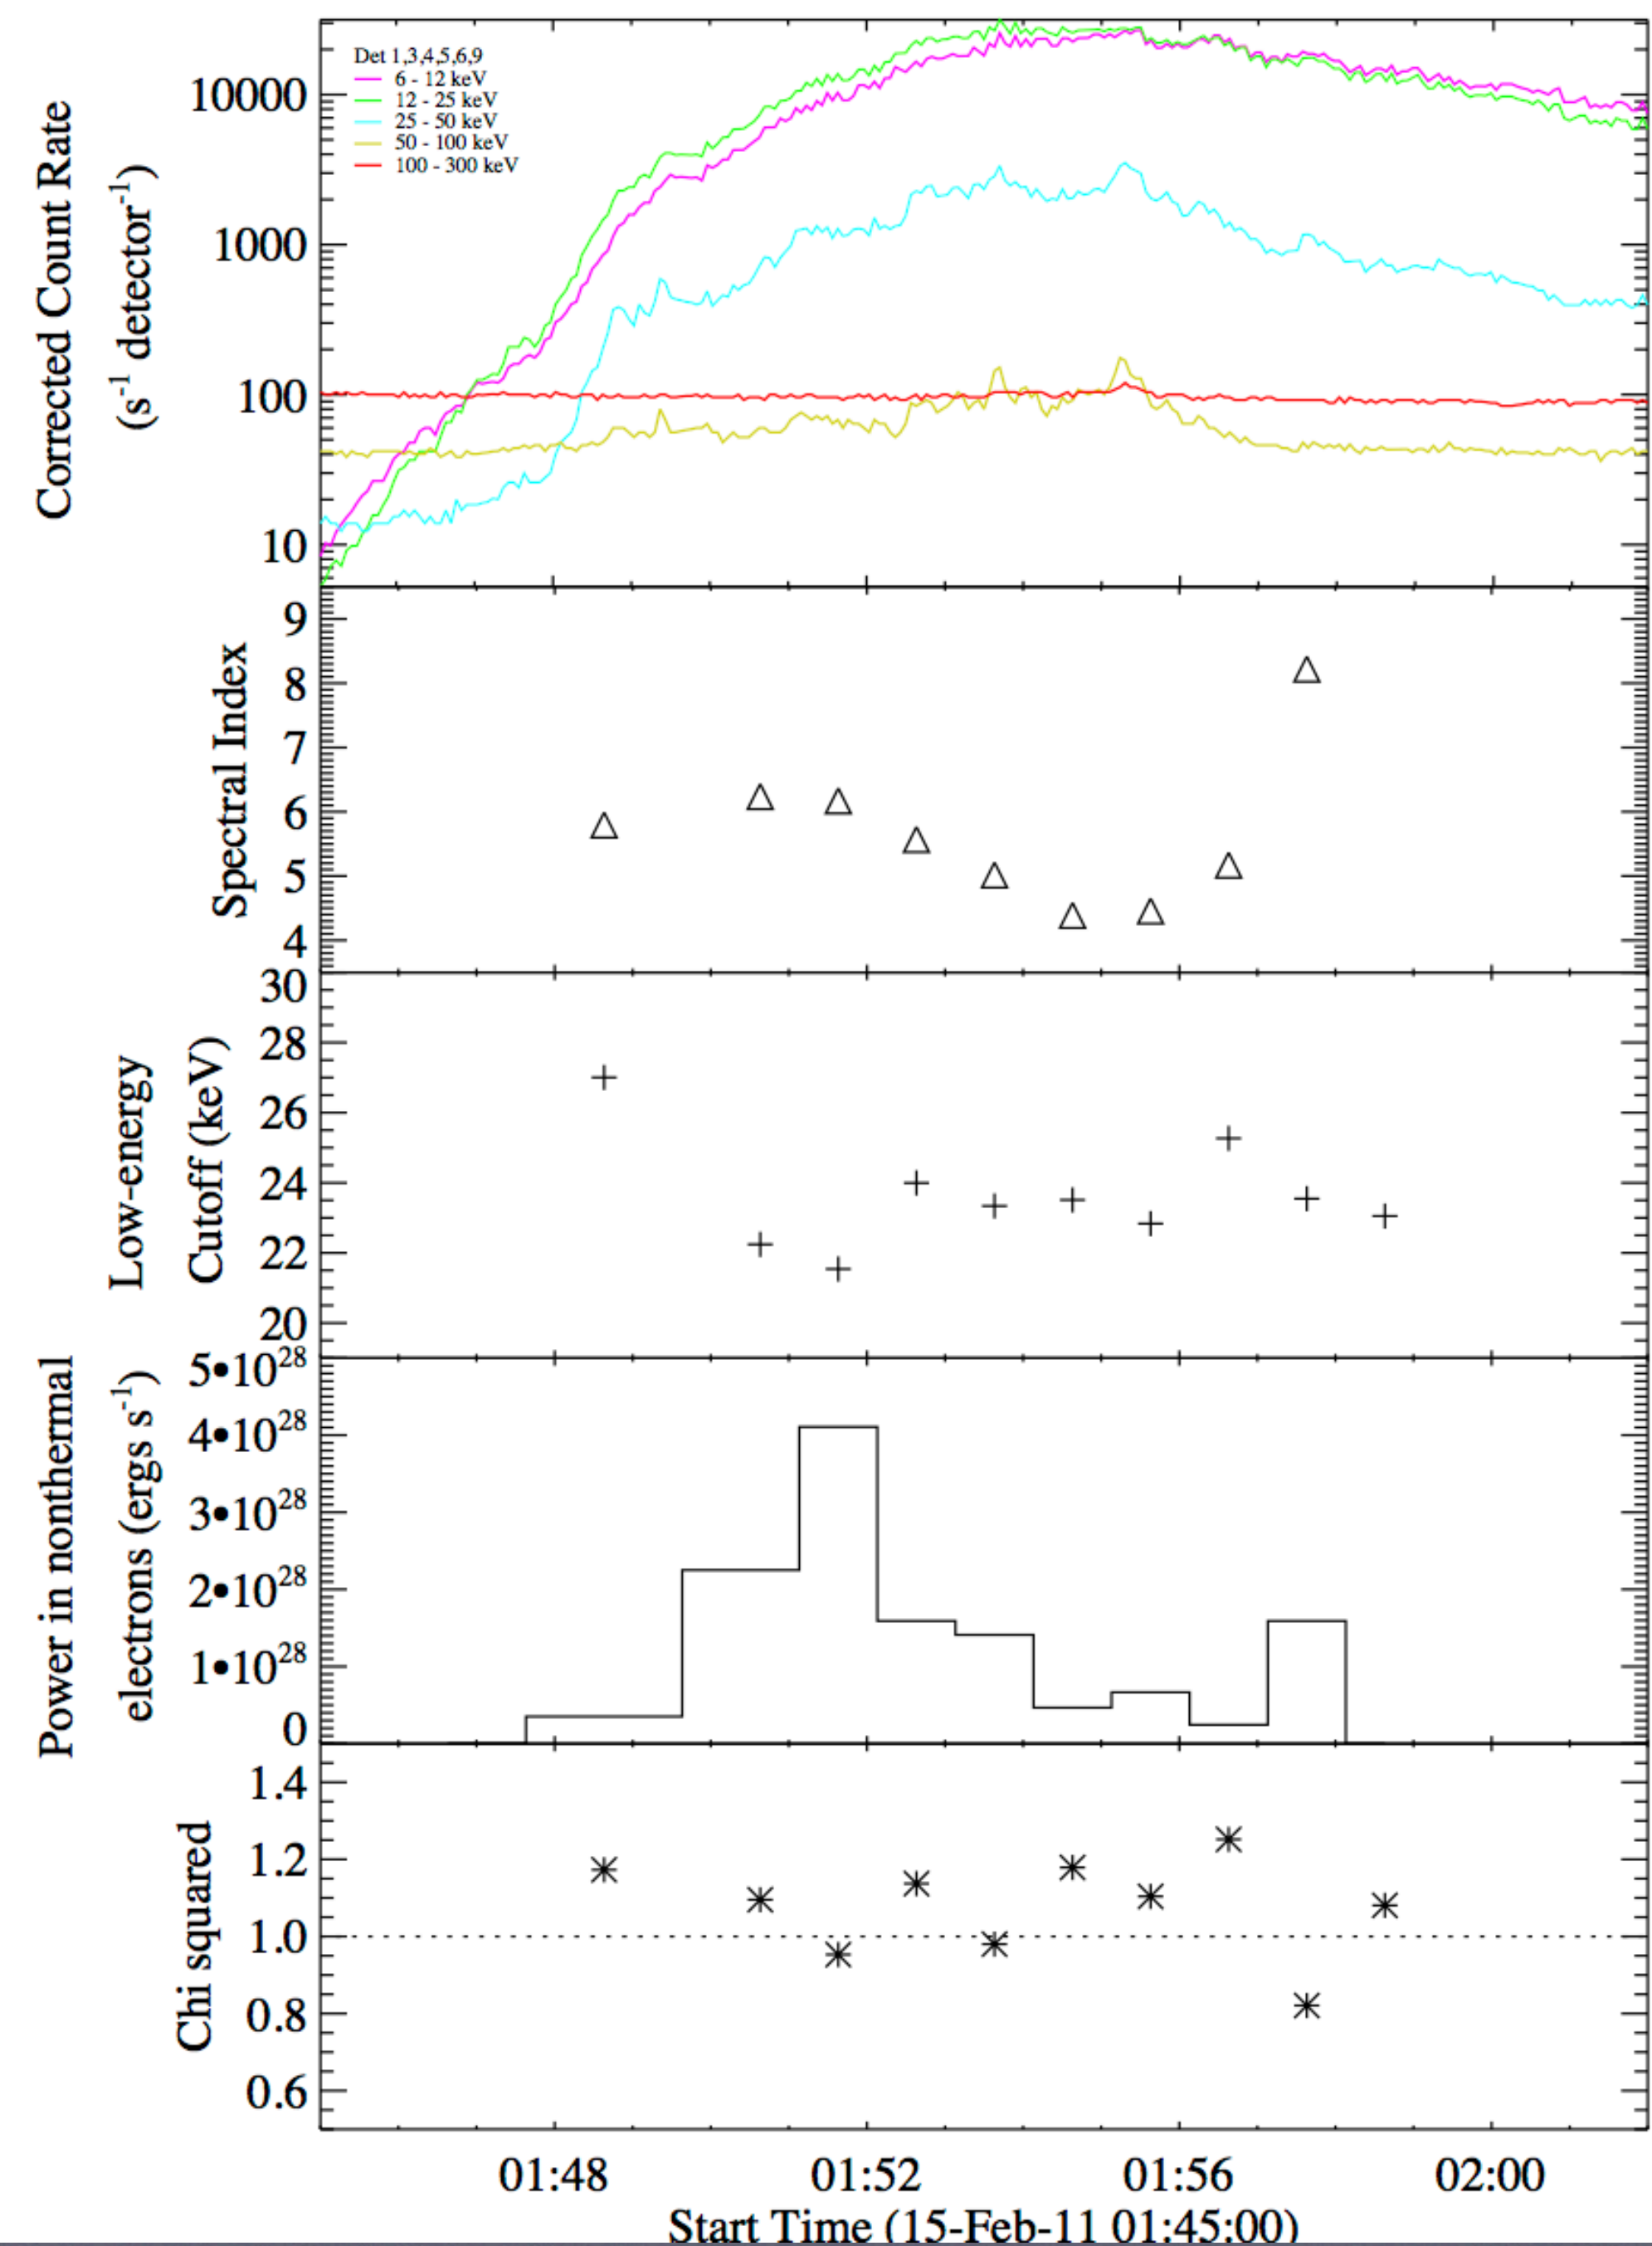 Corrected Count Rate
(s⁻¹ detector⁻¹)
Det 1,3,4,5,6,9
6 - 12 keV
12 - 25 keV
25 - 50 keV
50 - 100 keV
100 - 300 keV
10000
1000
100
10
Spectral Index
9
8
7
6
5
4
Low-energy
Cutoff (keV)
30
28
26
24
22
20
Power in nonthermal
electrons (ergs s⁻¹)
5•10²⁸
4•10²⁸
3•10²⁸
2•10²⁸
1•10²⁸
0
Chi squared
1.4
1.2
1.0
0.8
0.6
01:48 01:52 01:56 02:00
Start Time (15-Feb-11 01:45:00)